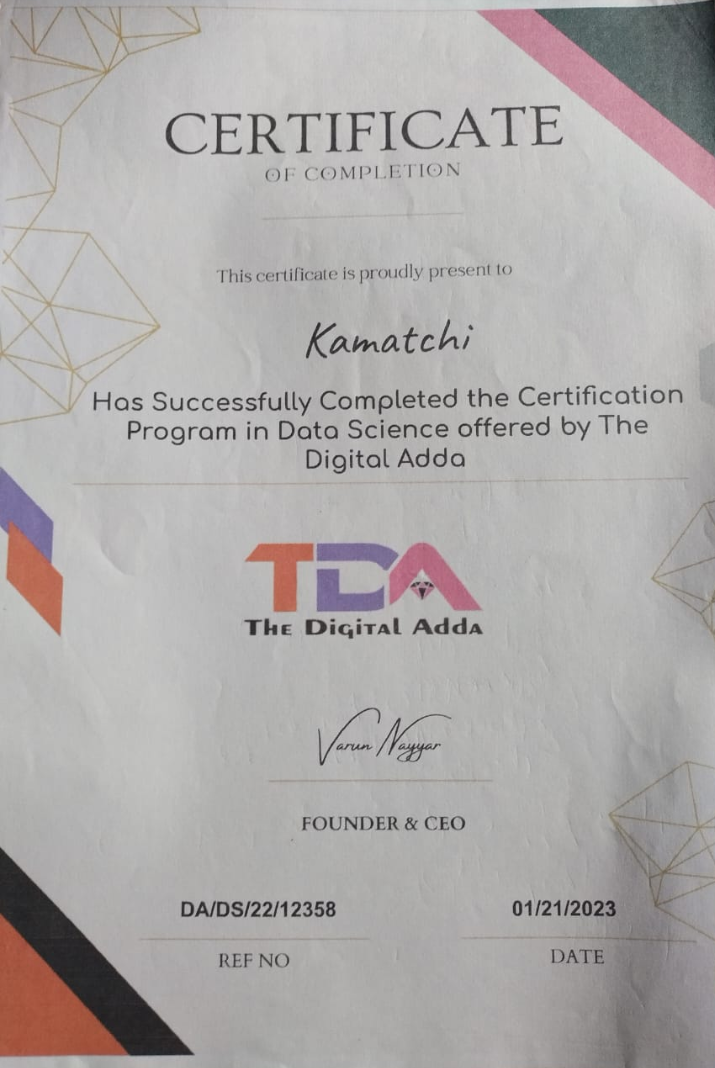 CERTIFICATE
OF COMPLETION
This certificate is proudly present to
Kamatchi
Has Successfully Completed the Certification
Program in Data Science offered by The
Digital Adda
TDA
The Digital Adda
Varun Nayyar
FOUNDER & CEO
DA/DS/22/12358 01/21/2023
REF NO DATE